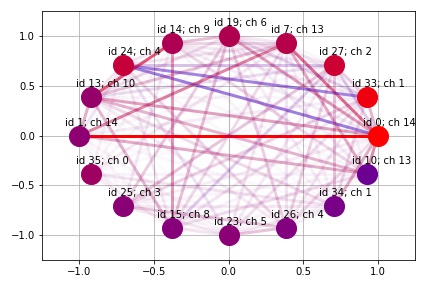 id 19; ch 6
id 14; ch 9
id 7; ch 13
id 24; ch 4
id 27; ch 2
id 13; ch 10
id 33; ch 1
id 1; ch 14
id 0; ch 14
id 35; ch 0
id 10; ch 13
id 25; ch 3
id 34; ch 1
id 15; ch 8
id 23; ch 5
id 26; ch 4
1.0
0.5
0.0
−0.5
−1.0
−1.0
−0.5
0.0
0.5
1.0